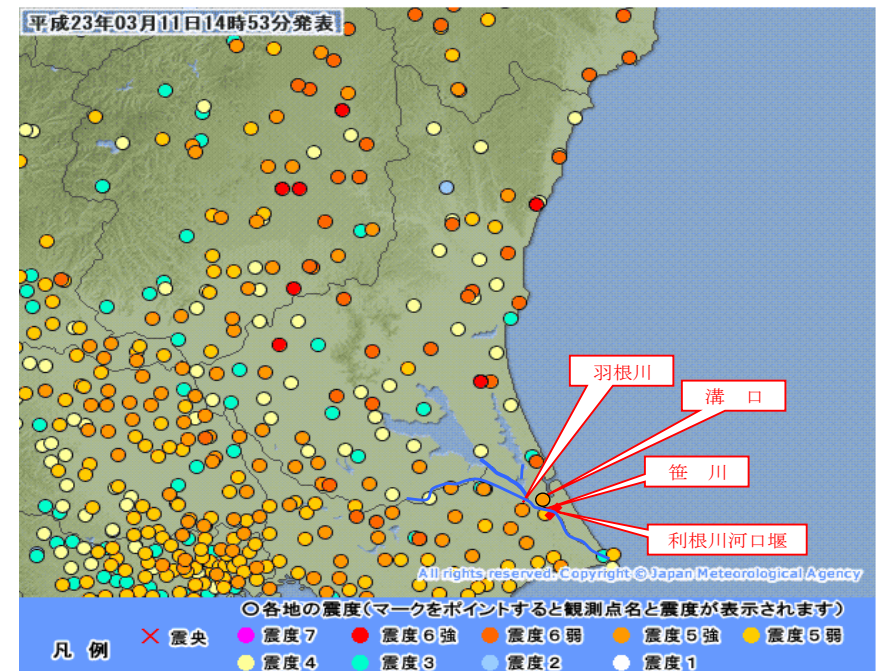 平成23年03月11日14時53分発表
羽根川
溝 口
笹 川
利根川河口堰
All rights reserved. Copyright © Japan Meteorological Agency
○各地の震度(マークをポイントすると観測点名と震度が表示されます)
凡 例 震央 震度7 震度6強 震度6弱 震度5強 震度5弱
震度4 震度3 震度2 震度1